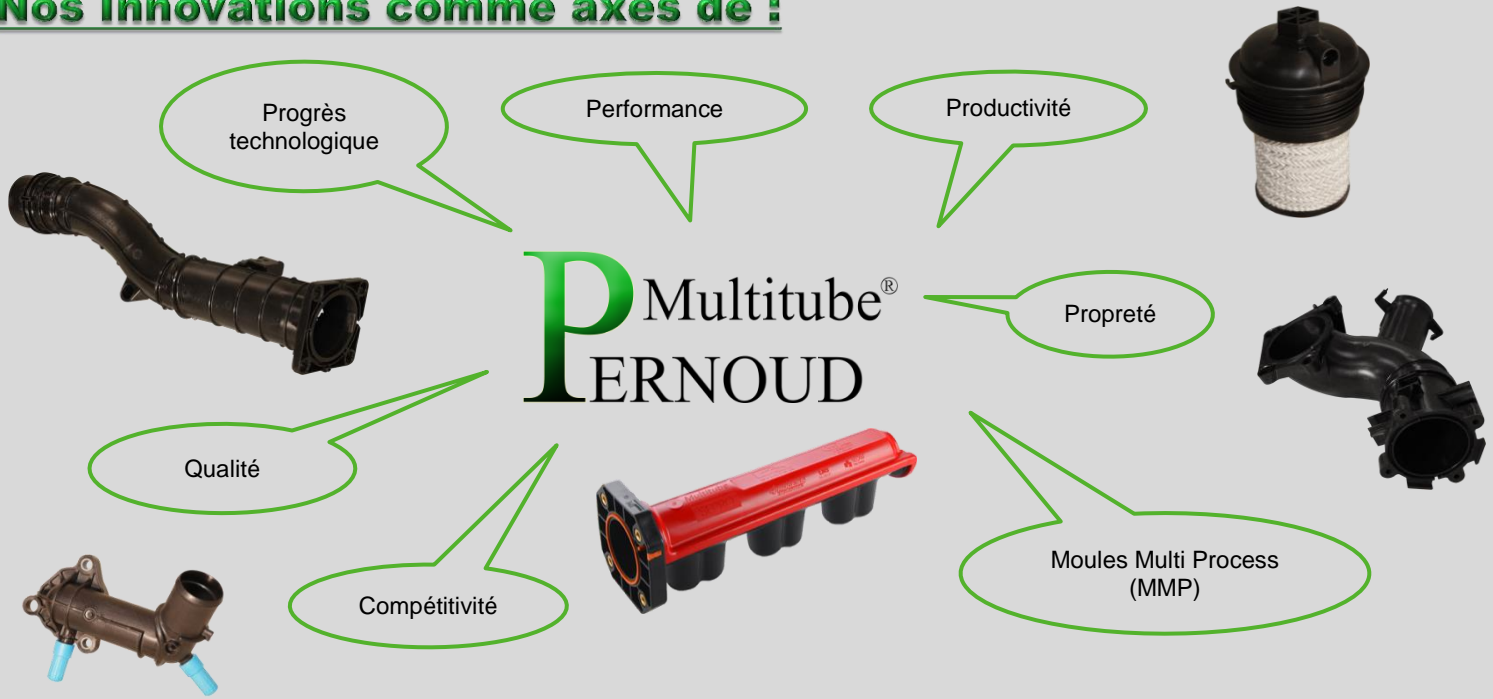 Nos Innovations comme axes de :
Progrès
technologique
Performance
Productivité
Multitube®
PERNOUD
Propreté
Qualité
Compétitivité
Moules Multi Process
(MMP)